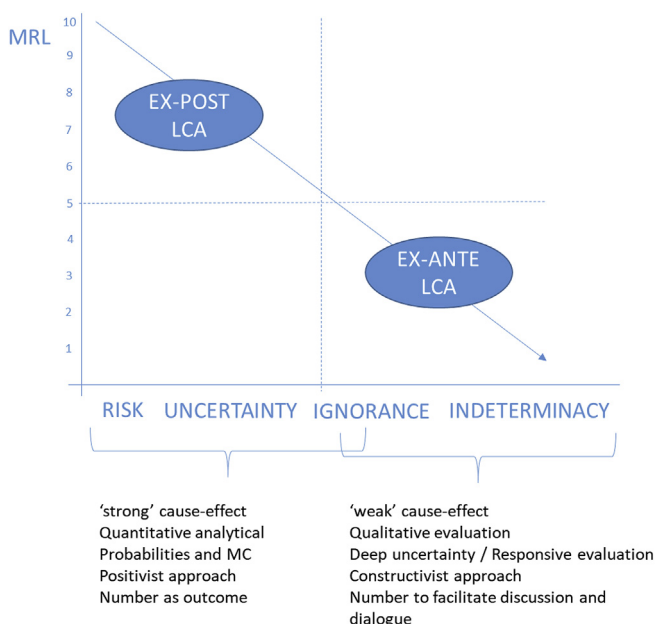 MRL
10
9
8
7
6
5
4
3
2
1
EX-POST
LCA
EX-ANTE
LCA
RISK UNCERTAINTY IGNORANCE INDETERMINACY
‘strong’ cause-effect
Quantitative analytical
Probabilities and MC
Positivist approach
Number as outcome
‘weak’ cause-effect
Qualitative evaluation
Deep uncertainty / Responsive evaluation
Constructivist approach
Number to facilitate discussion and
dialogue